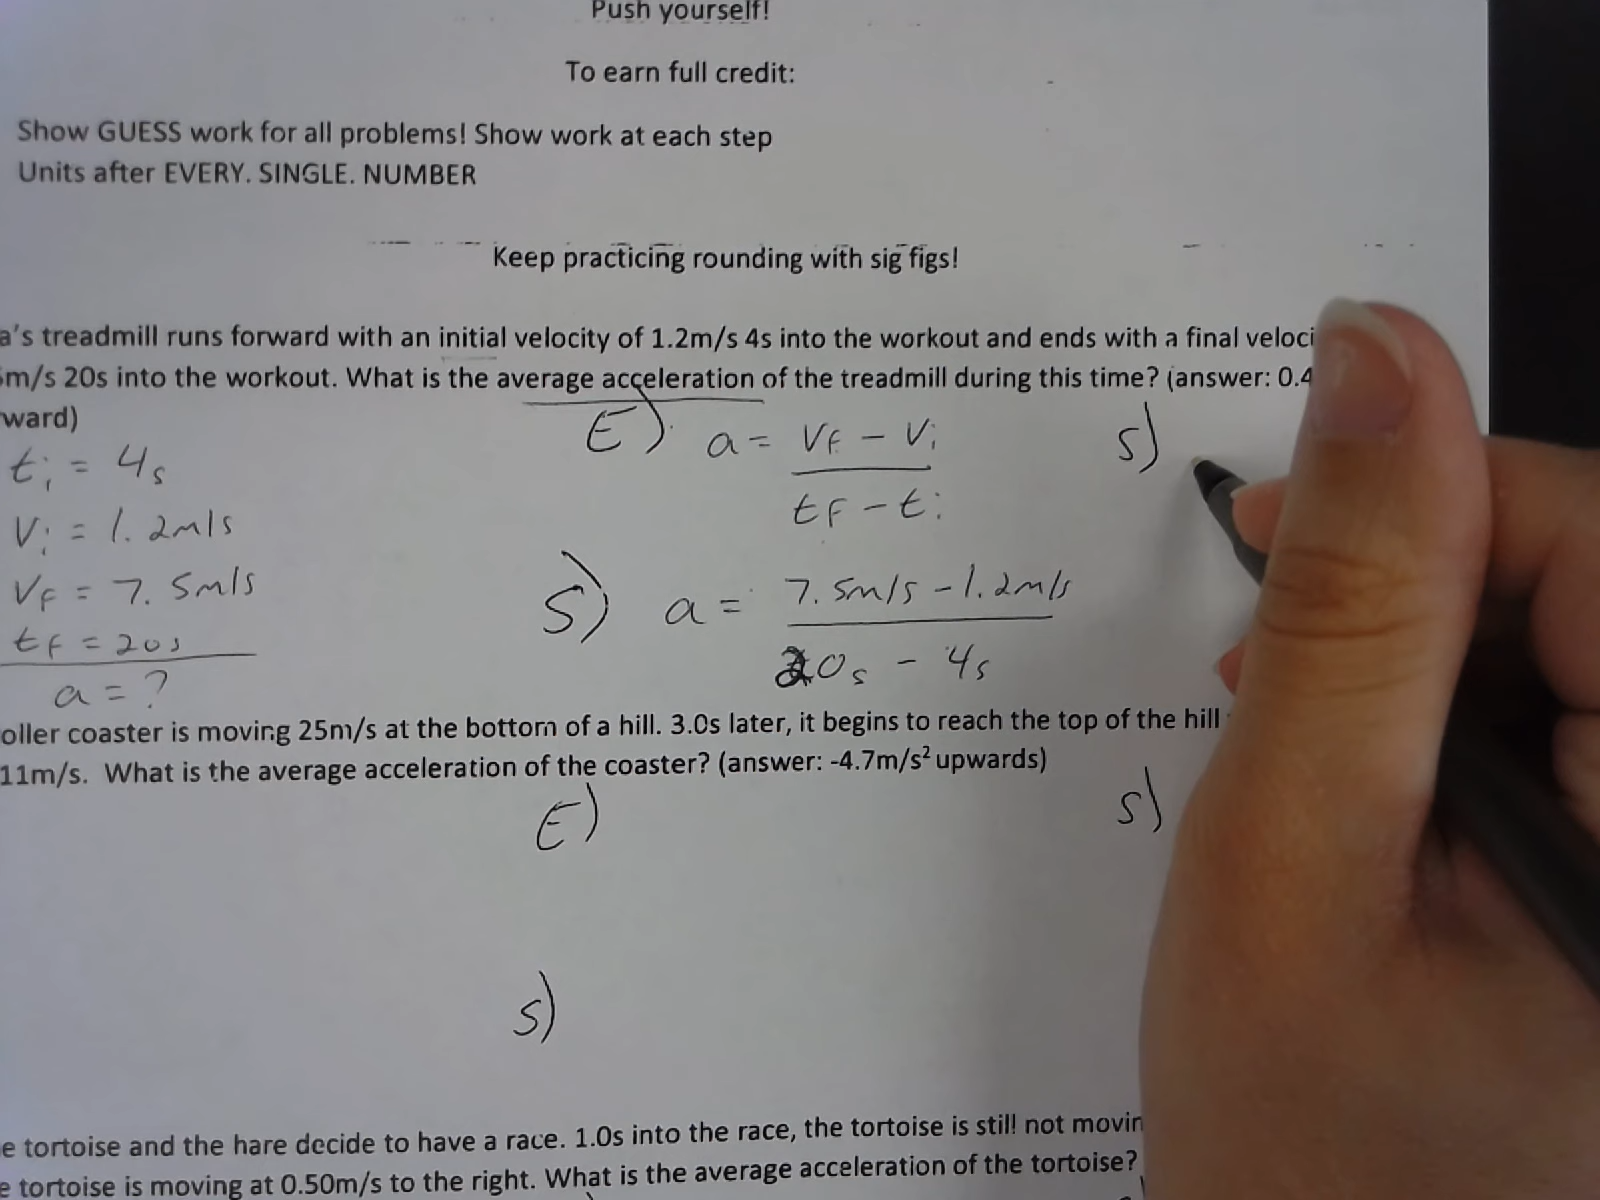 Push yourself!
To earn full credit:
Show GUESS work for all problems! Show work at each step
Units after EVERY. SINGLE. NUMBER
Keep practicing rounding with sig figs!
a's treadmill runs forward with an initial velocity of 1.2m/s 4s into the workout and ends with a final veloci
m/s 20s into the workout. What is the average acceleration of the treadmill during this time? (answer: 0.4
ward)
E) a = vf - vi / tf - ti
S)
ti = 4s
vi = 1.2m/s
vf = 7.5m/s
tf = 20s
a = ?
S) a = 7.5m/s - 1.2m/s / 20s - 4s
oller coaster is moving 25m/s at the bottom of a hill. 3.0s later, it begins to reach the top of the hill
11m/s. What is the average acceleration of the coaster? (answer: -4.7m/s² upwards)
E)
S)
S)
e tortoise and the hare decide to have a race. 1.0s into the race, the tortoise is still not movin
e tortoise is moving at 0.50m/s to the right. What is the average acceleration of the tortoise?